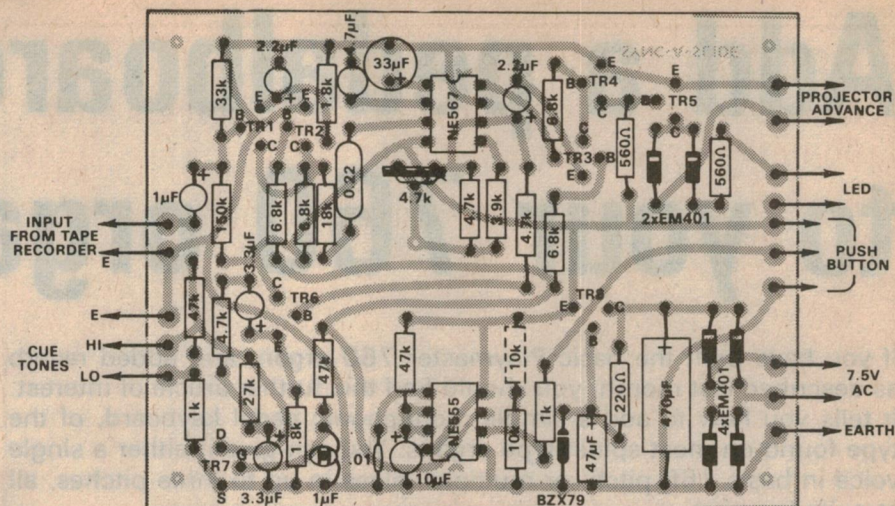 2.2µF
4.7µF
33µF
+
2.2µF
SYNC-A-SLIDE
33k
1.8k
NE567
6.8k
B TR4 E
C
E
B TR5
C
PROJECTOR
ADVANCE
E
B TR1
C
E
B TR2
C
C
TR3 B
E
560Ω
560Ω
1µF
+
150k
6.8k
6.8k
18k
0.22
4.7k
4.7k
3.9k
4.7k
6.8k
2xEM401
LED
INPUT
FROM TAPE
RECORDER
E
PUSH
BUTTON
3.3µF
+
C
TR6
B
E
TR8
E C
B
E
HI
LO
CUE
TONES
47k
4.7k
47k
47k
10k
1k
220Ω
470µF
+
4xEM401
7.5V
AC
1k
27k
1.8k
NE555
10k
47µF
+
EARTH
D
TR7 G
S
3.3µF
1µF
.01
10µF
BZX79